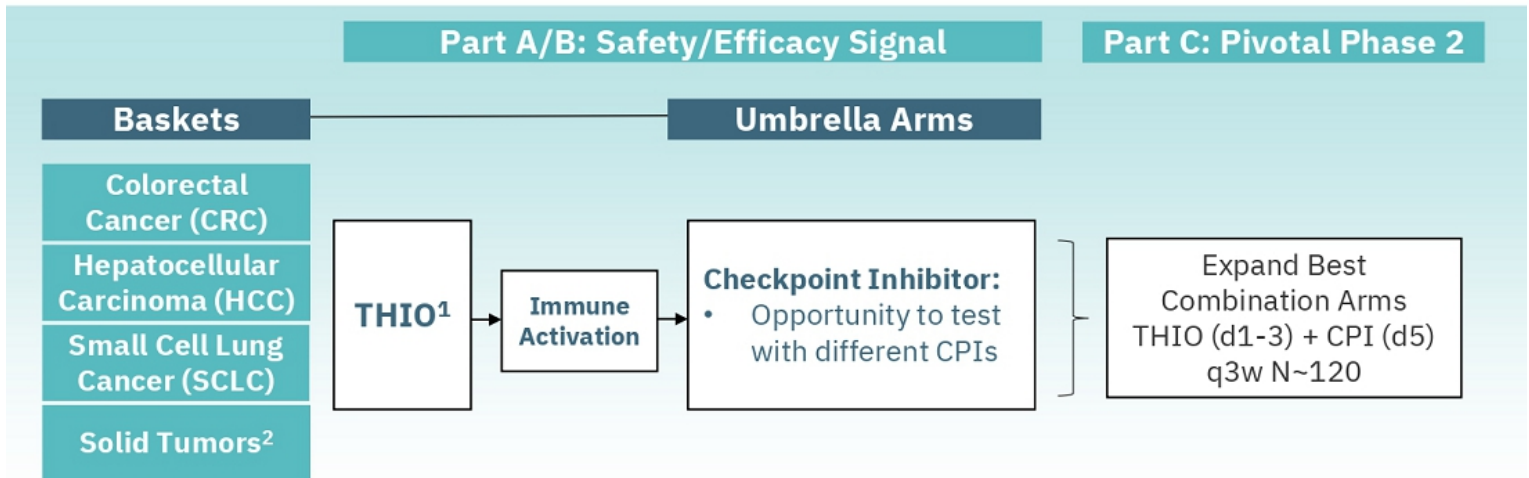 Part A/B: Safety/Efficacy Signal
Part C: Pivotal Phase 2
Baskets
Umbrella Arms
Colorectal
Cancer (CRC)
Hepatocellular
Carcinoma (HCC)
Small Cell Lung
Cancer (SCLC)
Solid Tumors²
THIO¹
Immune
Activation
Checkpoint Inhibitor:
• Opportunity to test
with different CPIs
Expand Best
Combination Arms
THIO (d1-3) + CPI (d5)
q3w N~120